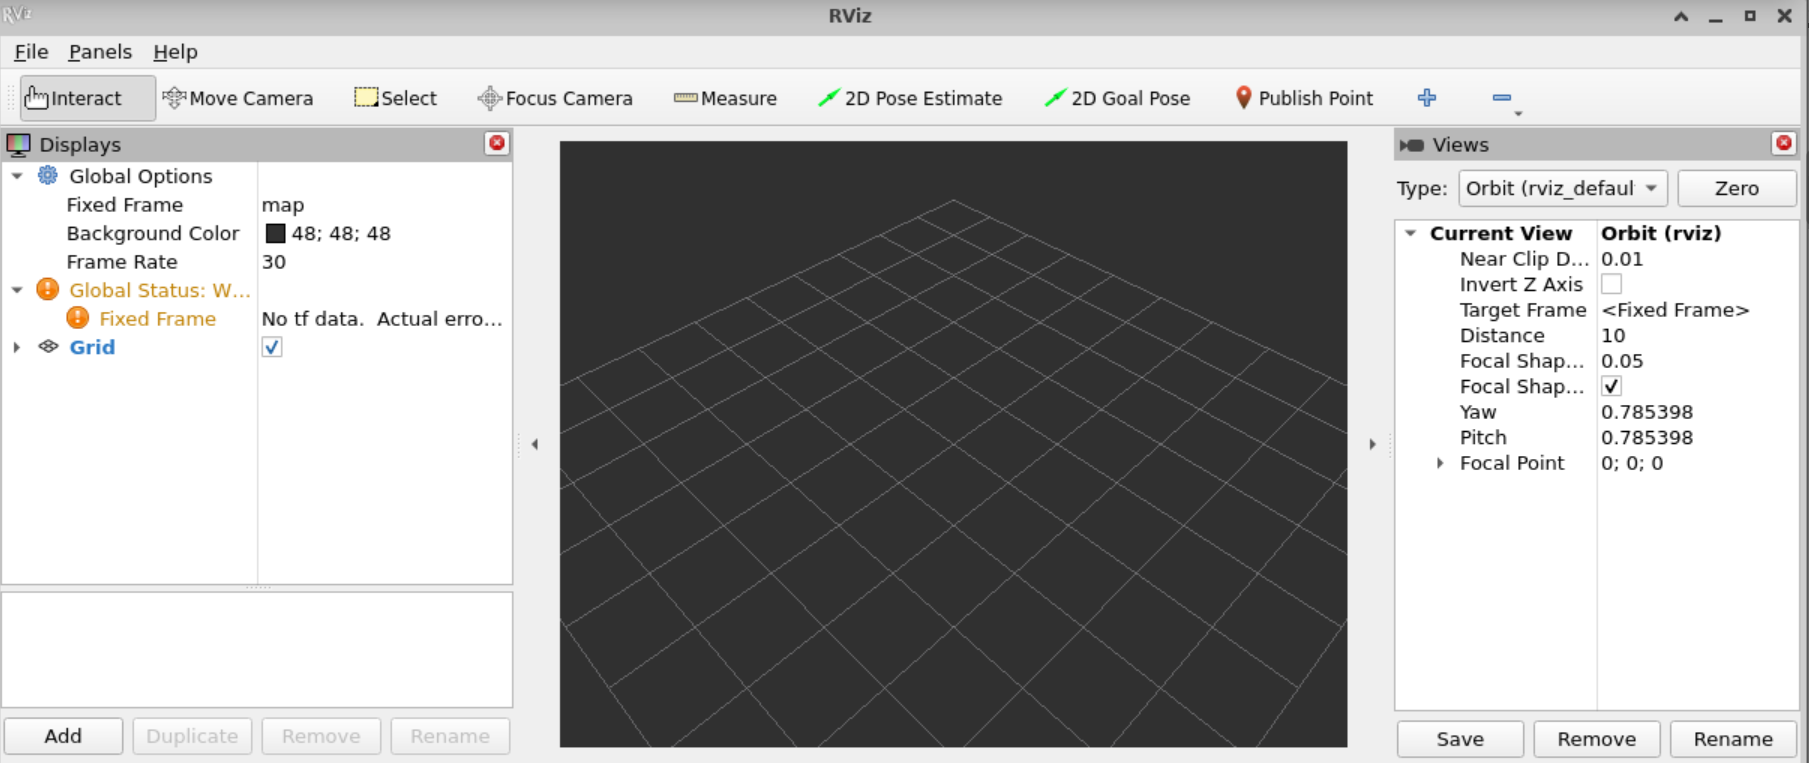 RViz
File Panels Help
Interact Move Camera Select Focus Camera Measure 2D Pose Estimate 2D Goal Pose Publish Point
Displays
Global Options
Fixed Frame map
Background Color 48; 48; 48
Frame Rate 30
Global Status: W...
Fixed Frame No tf data.  Actual erro...
Grid
Add Duplicate Remove Rename
Views
Type: Orbit (rviz_defaul Zero
Current View Orbit (rviz)
Near Clip D... 0.01
Invert Z Axis
Target Frame <Fixed Frame>
Distance 10
Focal Shap... 0.05
Focal Shap...
Yaw 0.785398
Pitch 0.785398
Focal Point 0; 0; 0
Save Remove Rename